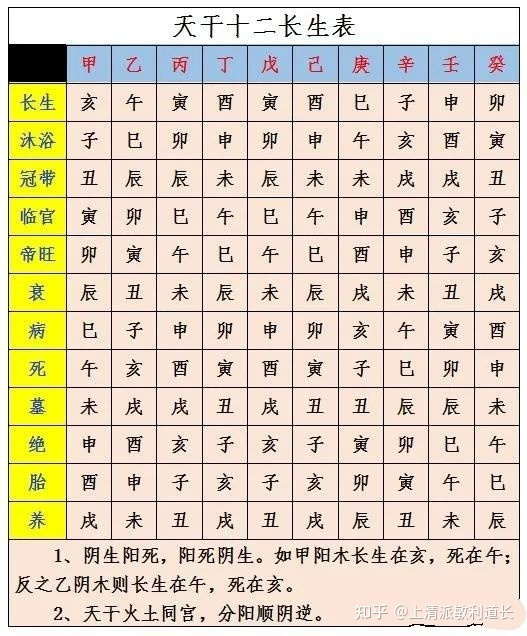 天干十二长生表
甲 乙 丙 丁 戊 己 庚 辛 壬 癸
长生 亥 午 寅 酉 寅 酉 巳 子 申 卯
沐浴 子 巳 卯 申 卯 申 午 亥 酉 寅
冠带 丑 辰 辰 未 辰 未 未 戌 戌 丑
临官 寅 卯 巳 午 巳 午 申 酉 亥 子
帝旺 卯 寅 午 巳 午 巳 酉 申 子 亥
衰 辰 丑 未 辰 未 辰 戌 未 丑 戌
病 巳 子 申 卯 申 卯 亥 午 寅 酉
死 午 亥 酉 寅 酉 寅 子 巳 卯 申
墓 未 戌 戌 丑 戌 丑 丑 辰 辰 未
绝 申 酉 亥 子 亥 子 寅 卯 巳 午
胎 酉 申 子 亥 子 亥 卯 寅 午 巳
养 戌 未 丑 戌 丑 戌 辰 丑 未 辰
1、阴生阳死，阳死阴生。如甲阳木长生在亥，死在午；
反之乙阴木则长生在午，死在亥。
2、天干火土同宫，分阳顺阴逆。
知乎 @上清派敏利道长